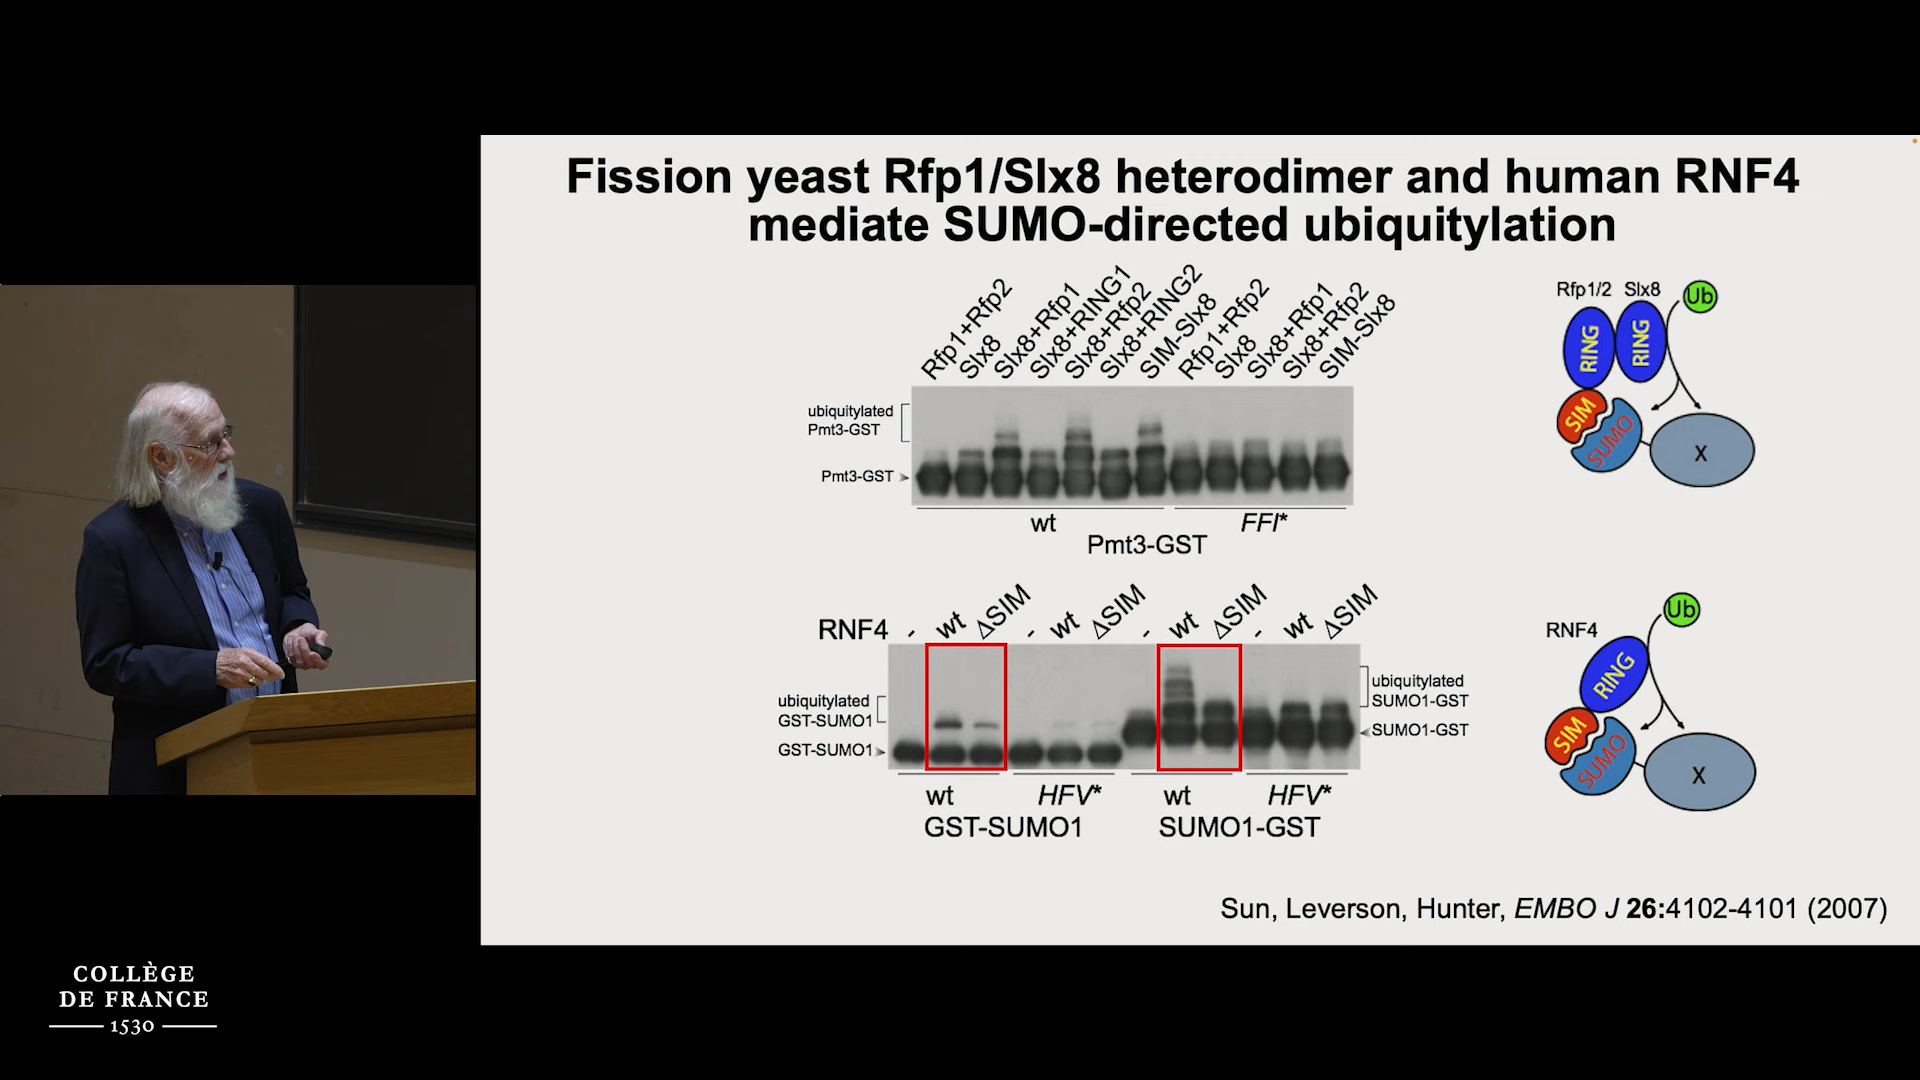 Fission yeast Rfp1/Slx8 heterodimer and human RNF4
mediate SUMO-directed ubiquitylation
Rfp1+Rfp2
Slx8
Slx8+Rfp1
Slx8+RING1
Slx8+Rfp2
Slx8+RING2
SIM-Slx8
Rfp1+Rfp2
Slx8
Slx8+Rfp1
Slx8+Rfp2
SIM-Slx8
ubiquitylated
Pmt3-GST
Pmt3-GST
wt
FFI*
Pmt3-GST
Rfp1/2 Slx8 Ub
RING RING
SIM SUMO X
RNF4 - wt ΔSIM - wt ΔSIM - wt ΔSIM - wt ΔSIM
ubiquitylated
GST-SUMO1
GST-SUMO1
ubiquitylated
SUMO1-GST
SUMO1-GST
wt HFV* wt HFV*
GST-SUMO1 SUMO1-GST
RNF4 Ub
RING
SIM SUMO X
Sun, Leverson, Hunter, EMBO J 26:4102-4101 (2007)
COLLÈGE
DE FRANCE
1530